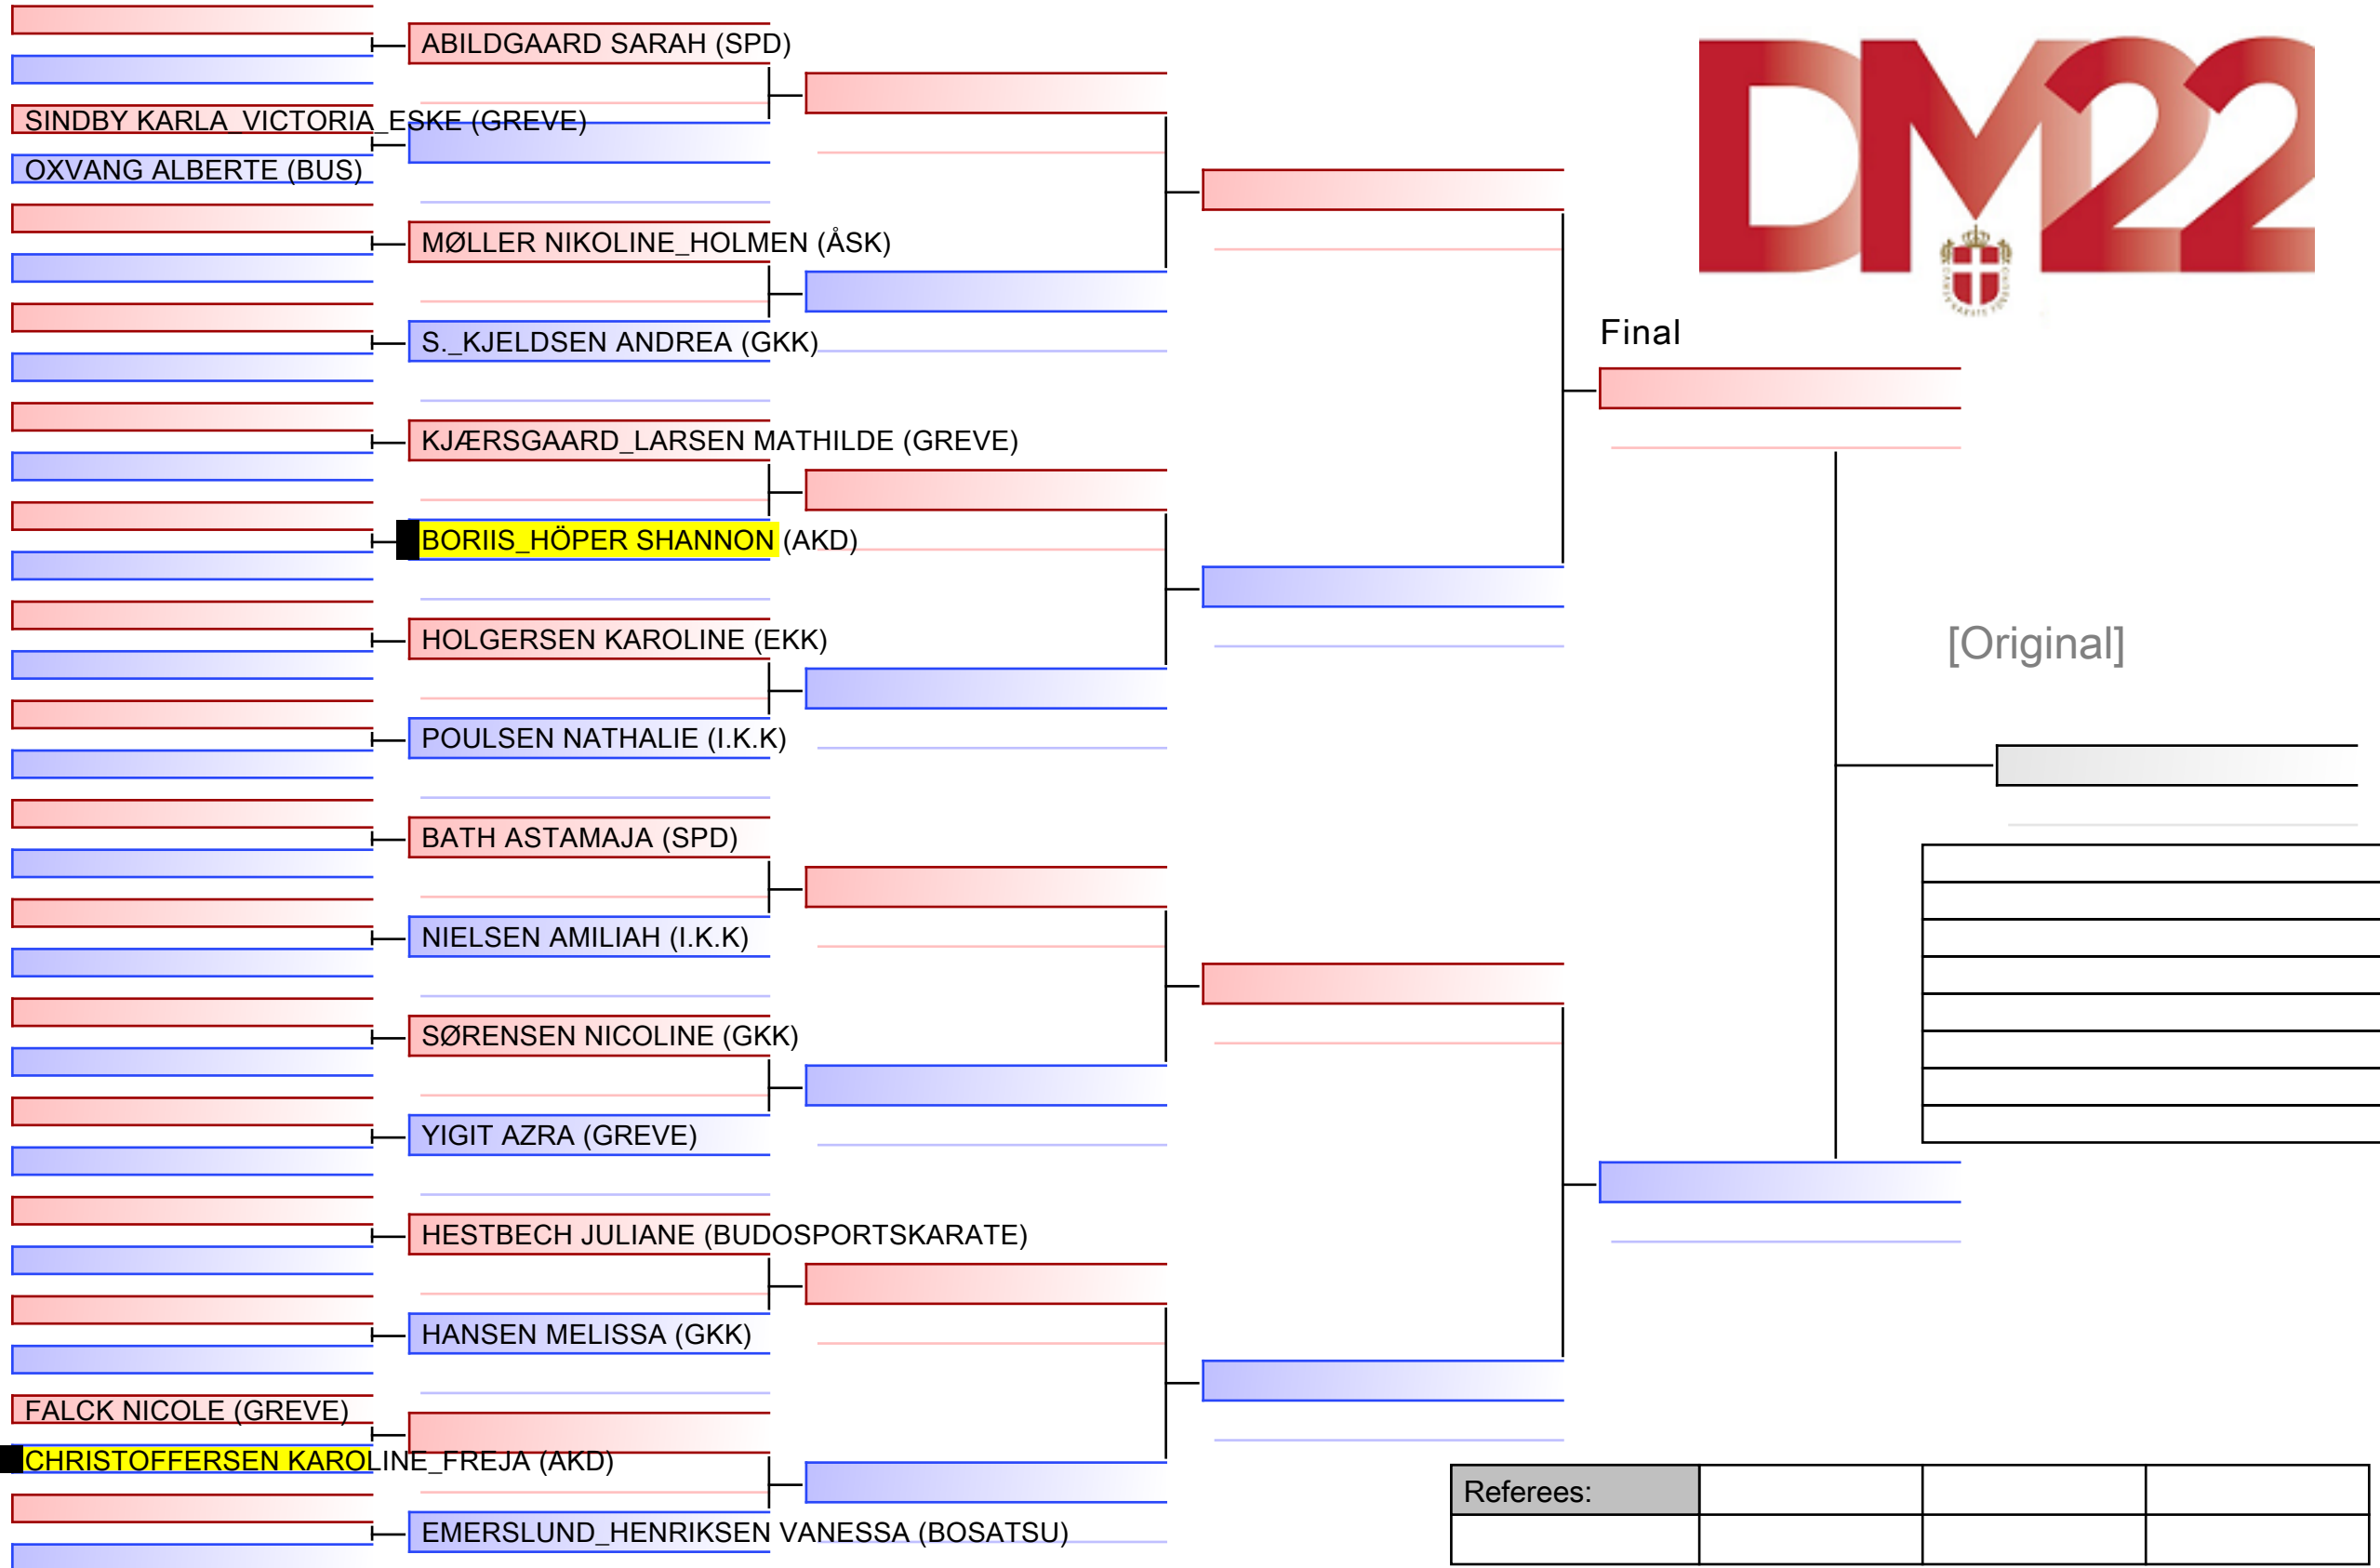 ABILDGAARD SARAH (SPD)
SINDBY KARLA_VICTORIA_ESKE (GREVE)
OXVANG ALBERTE (BUS)
MØLLER NIKOLINE_HOLMEN (ÅSK)
S._KJELDSEN ANDREA (GKK)
KJÆRSGAARD_LARSEN MATHILDE (GREVE)
BORIIS_HÖPER SHANNON (AKD)
HOLGERSEN KAROLINE (EKK)
POULSEN NATHALIE (I.K.K)
BATH ASTAMAJA (SPD)
NIELSEN AMILIAH (I.K.K)
SØRENSEN NICOLINE (GKK)
YIGIT AZRA (GREVE)
HESTBECH JULIANE (BUDOSPORTSKARATE)
HANSEN MELISSA (GKK)
FALCK NICOLE (GREVE)
CHRISTOFFERSEN KAROLINE_FREJA (AKD)
EMERSLUND_HENRIKSEN VANESSA (BOSATSU)
DM22
Final
[Original]
Referees: